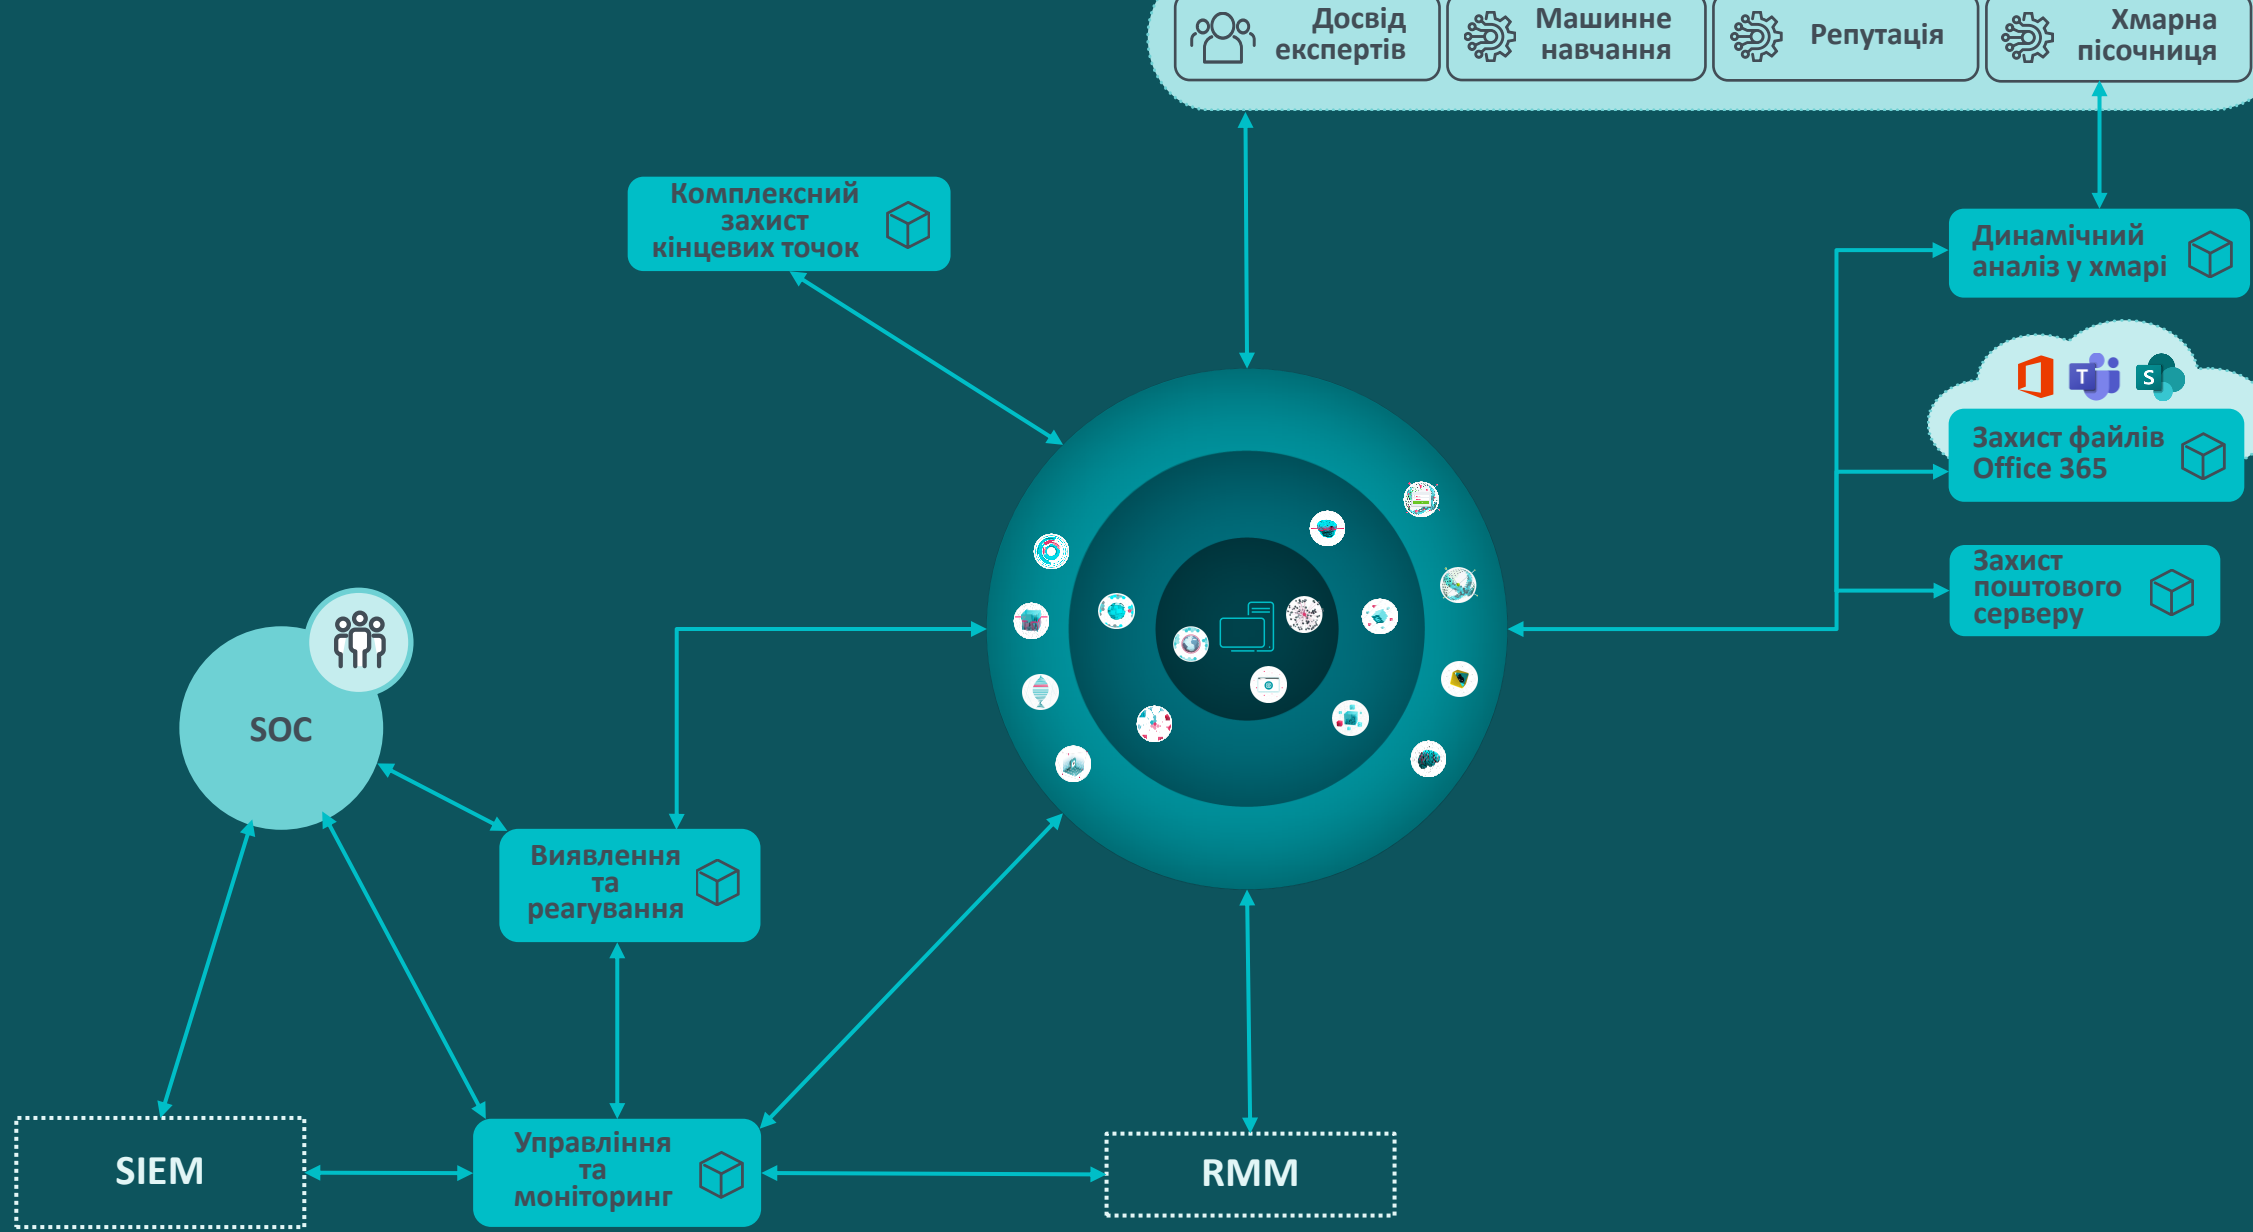 Досвід
експертів
Машинне
навчання
Репутація
Хмарна
пісочниця
Комплексний
захист
кінцевих точок
Динамічний
аналіз у хмарі
T
S
Захист файлів
Office 365
Захист
поштового
серверу
SOC
Виявлення
та
реагування
SIEM
Управління
та
моніторинг
RMM